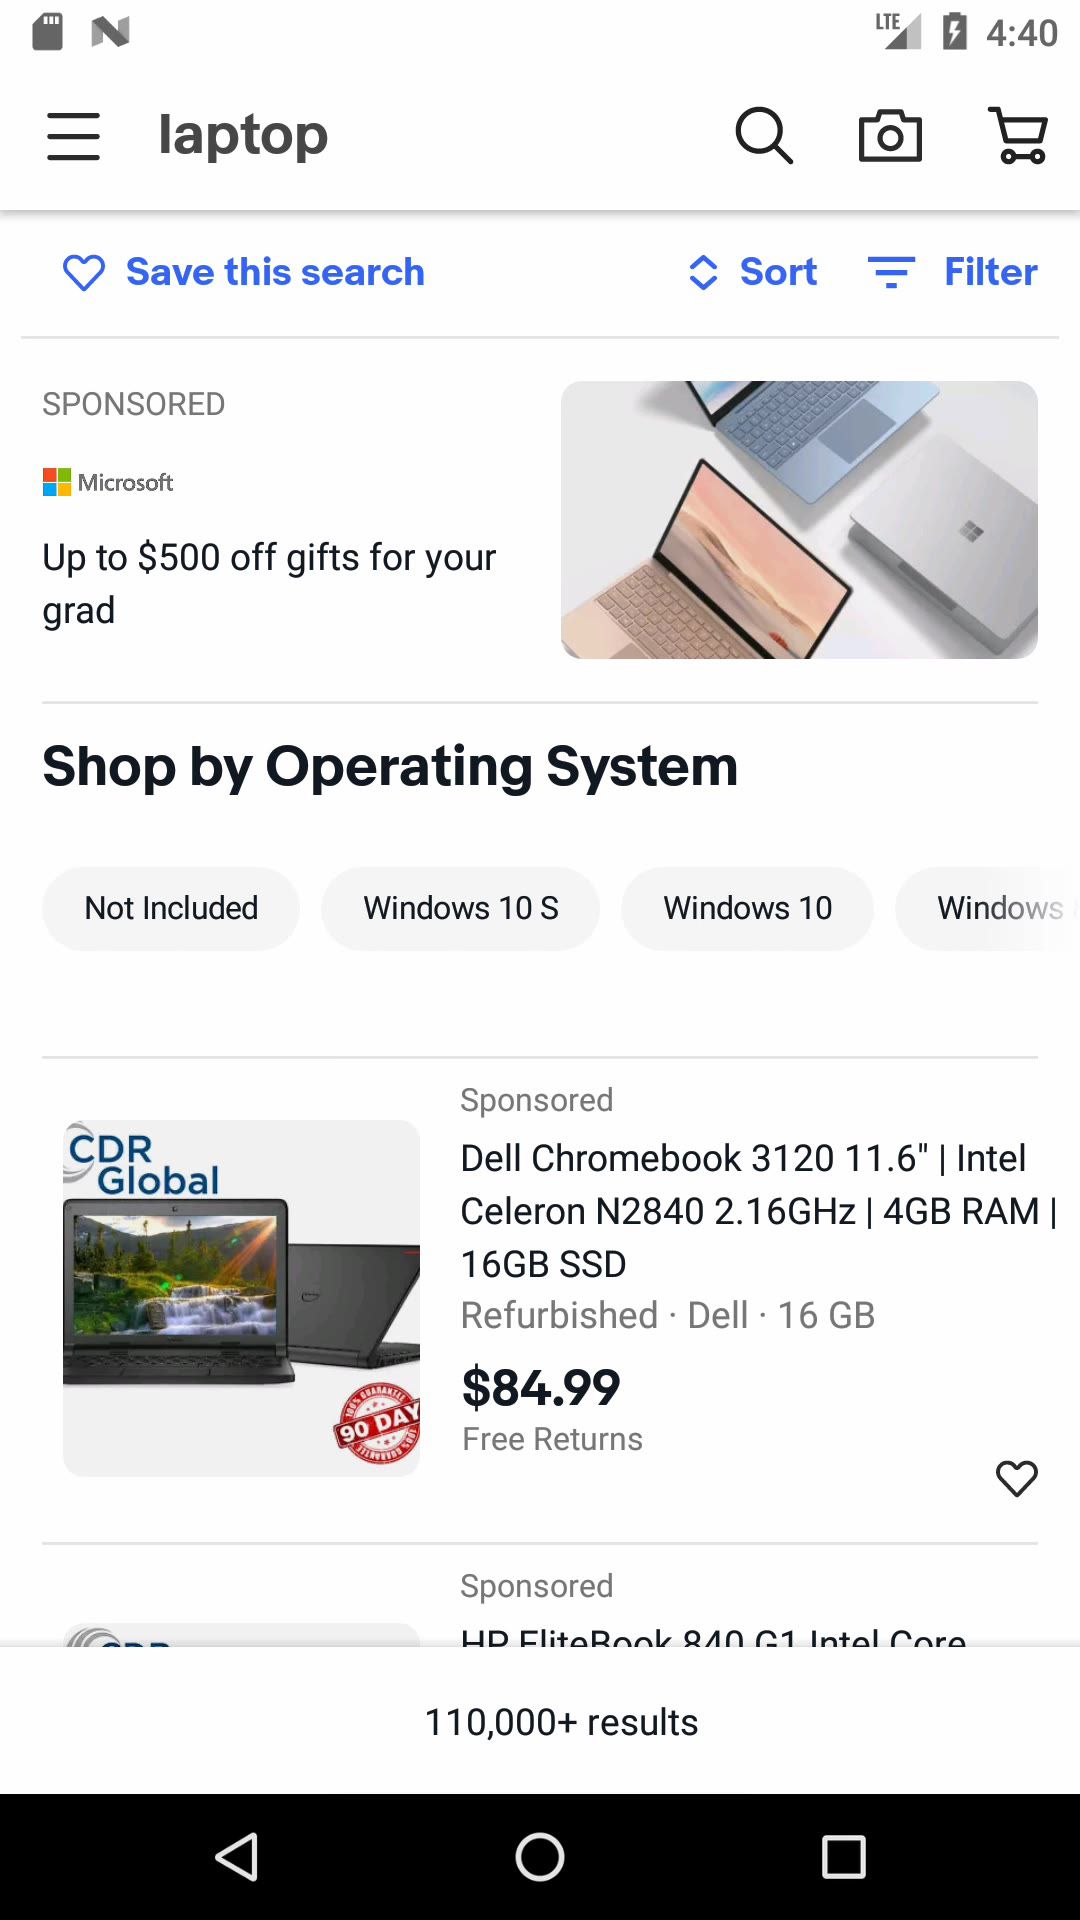 LTE 4:40
laptop
Save this search
Sort
Filter
SPONSORED
Microsoft
Up to $500 off gifts for your
grad
Shop by Operating System
Not Included
Windows 10 S
Windows 10
Windows
Sponsored
CDR
Global
90 DAY
Dell Chromebook 3120 11.6" | Intel
Celeron N2840 2.16GHz | 4GB RAM |
16GB SSD
Refurbished · Dell · 16 GB
$84.99
Free Returns
Sponsored
HP EliteBook 840 G1 Intel Core
110,000+ results